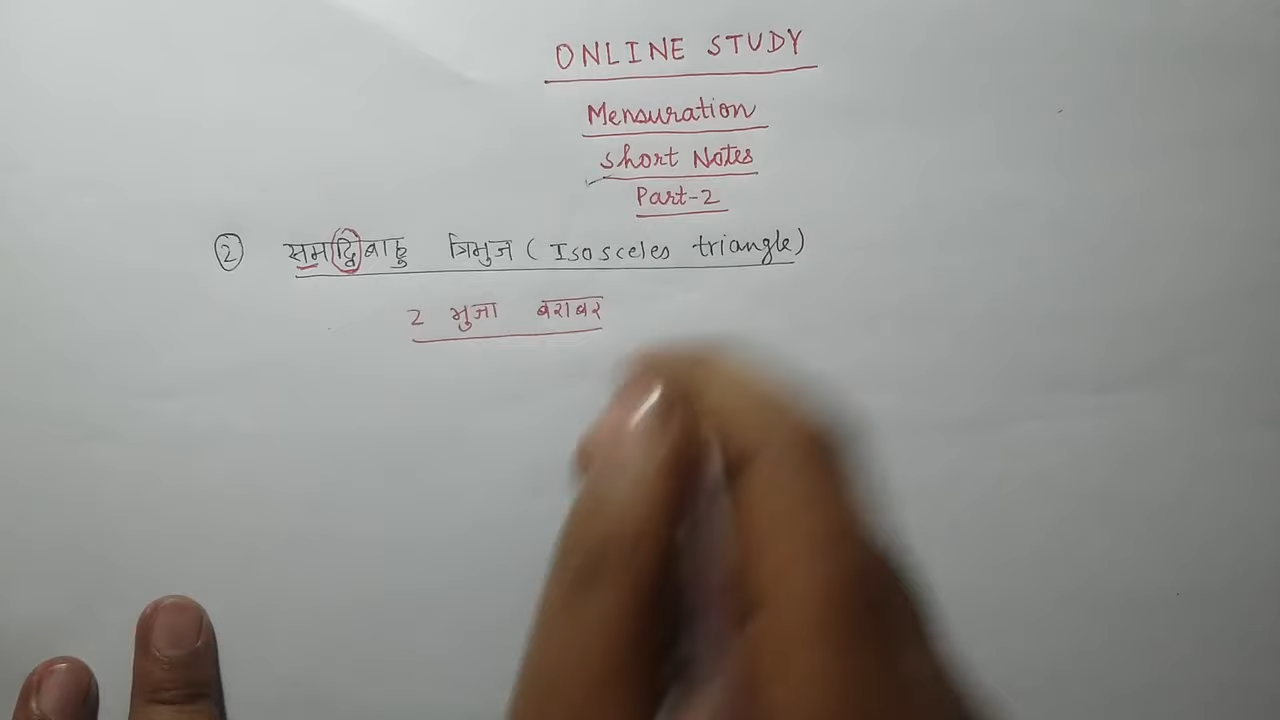 ONLINE STUDY
Mensuration
Short Notes
Part-2
② समद्विबाहु त्रिभुज ( Isosceles triangle)
2 भुजा बराबर